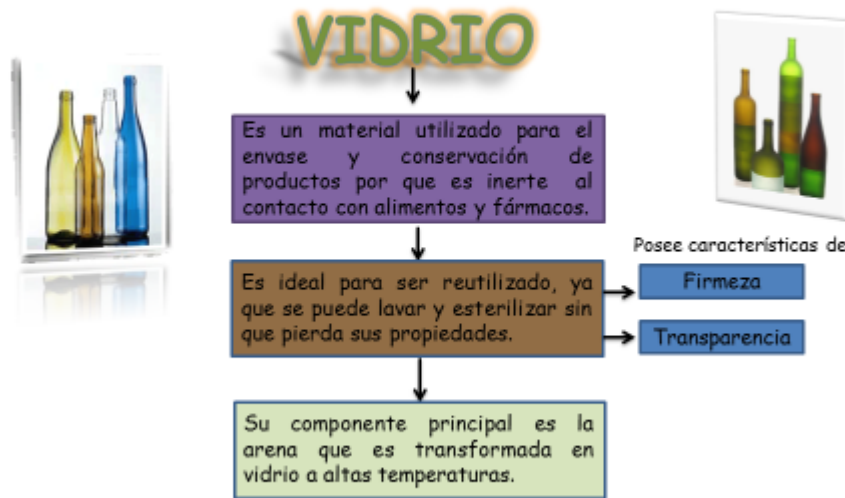 VIDRIO
Es un material utilizado para el
envase y conservación de
productos por que es inerte al
contacto con alimentos y fármacos.
Posee características de
Es ideal para ser reutilizado, ya
que se puede lavar y esterilizar sin
que pierda sus propiedades.
Firmeza
Transparencia
Su componente principal es la
arena que es transformada en
vidrio a altas temperaturas.